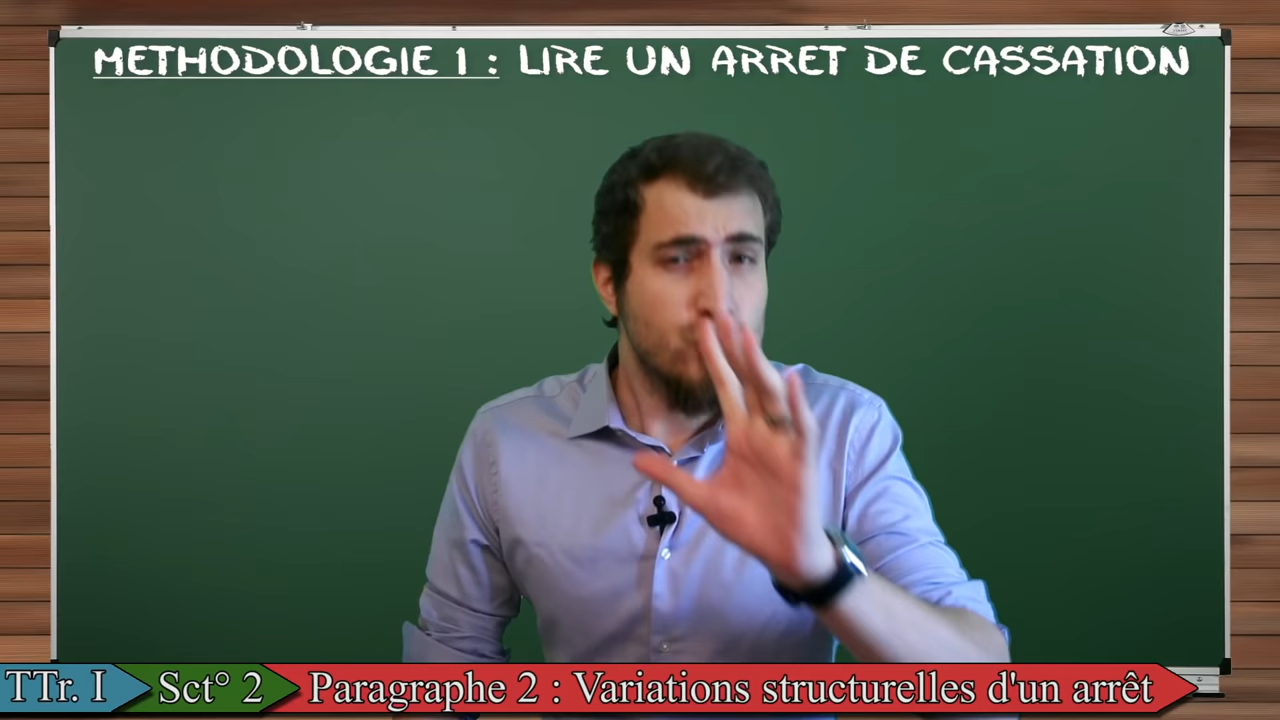 METHODOLOGIE 1 : LIRE UN ARRET DE CASSATION
TTr. I Sct° 2 Paragraphe 2 : Variations structurelles d'un arrêt